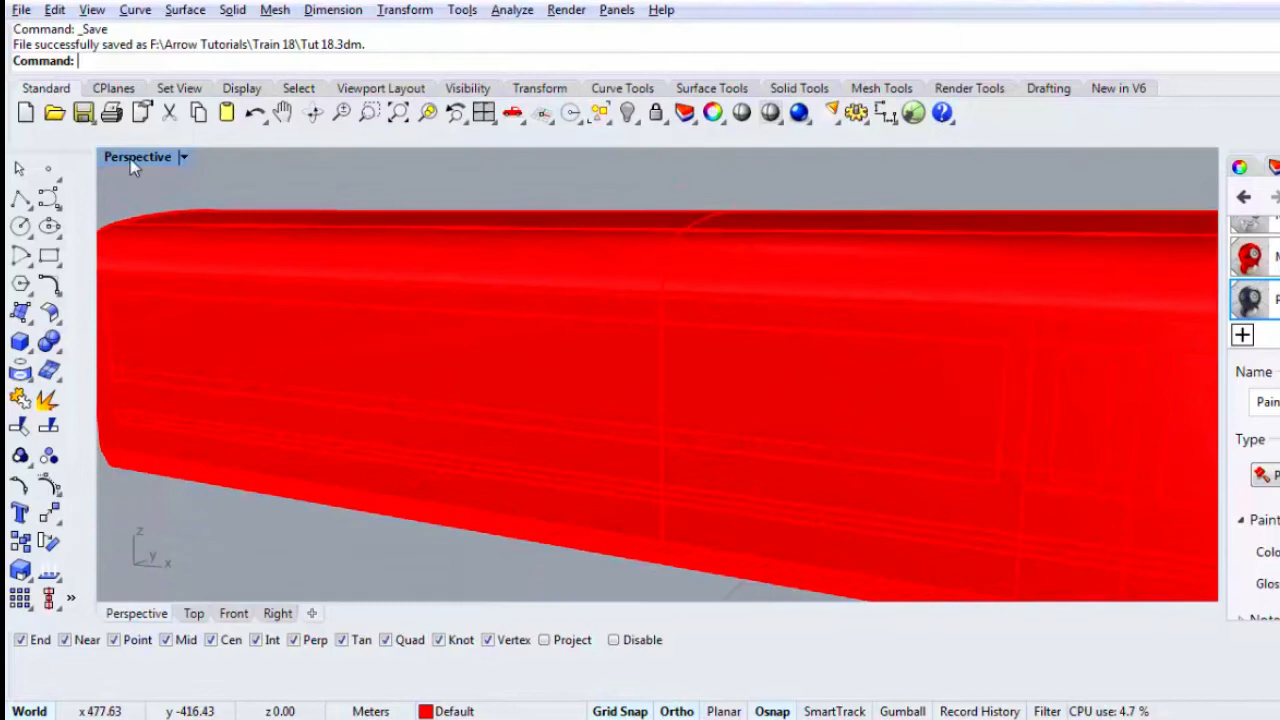 File Edit View Curve Surface Solid Mesh Dimension Transform Tools Analyze Render Panels Help
Command: _Save
File successfully saved as F:\Arrow Tutorials\Train 18\Tut 18.3dm.
Command:
Standard CPlanes Set View Display Select Viewport Layout Visibility Transform Curve Tools Surface Tools Solid Tools Mesh Tools Render Tools Drafting New in V6
Perspective
Name
Pain
Type
P
Paint
Colo
Glos
z
y x
Perspective Top Front Right
End Near Point Mid Cen Int Perp Tan Quad Knot Vertex Project Disable
World x 477.63 y -416.43 z 0.00 Meters Default Grid Snap Ortho Planar Osnap SmartTrack Gumball Record History Filter CPU use: 4.7 %